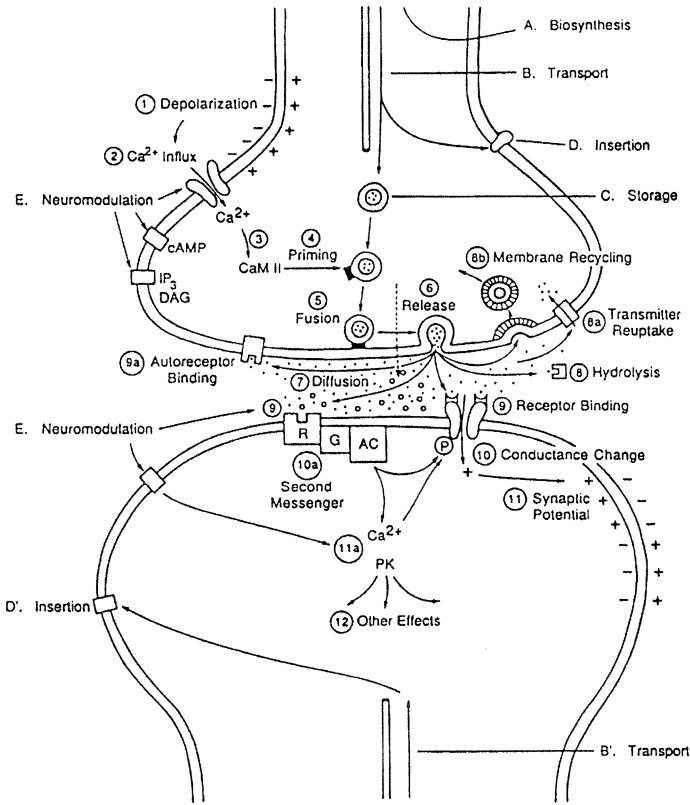 A. Biosynthesis
B. Transport
− +
− +
1 Depolarization
− +
− +
− +
D. Insertion
2 Ca2+ Influx
E. Neuromodulation
C. Storage
Ca2+
cAMP
3
4
Priming
CaM II
8b Membrane Recycling
IP3
DAG
5
Fusion
6
Release
8a
Transmitter
Reuptake
9a Autoreceptor
Binding
7 Diffusion
8 Hydrolysis
9
9 Receptor Binding
E. Neuromodulation
R
G
AC
P
10 Conductance Change
10a
Second
Messenger
+
+ −
11 Synaptic
Potential
+ −
+ −
+ −
+ −
11a
Ca2+
PK
D'. Insertion
12 Other Effects
B'. Transport